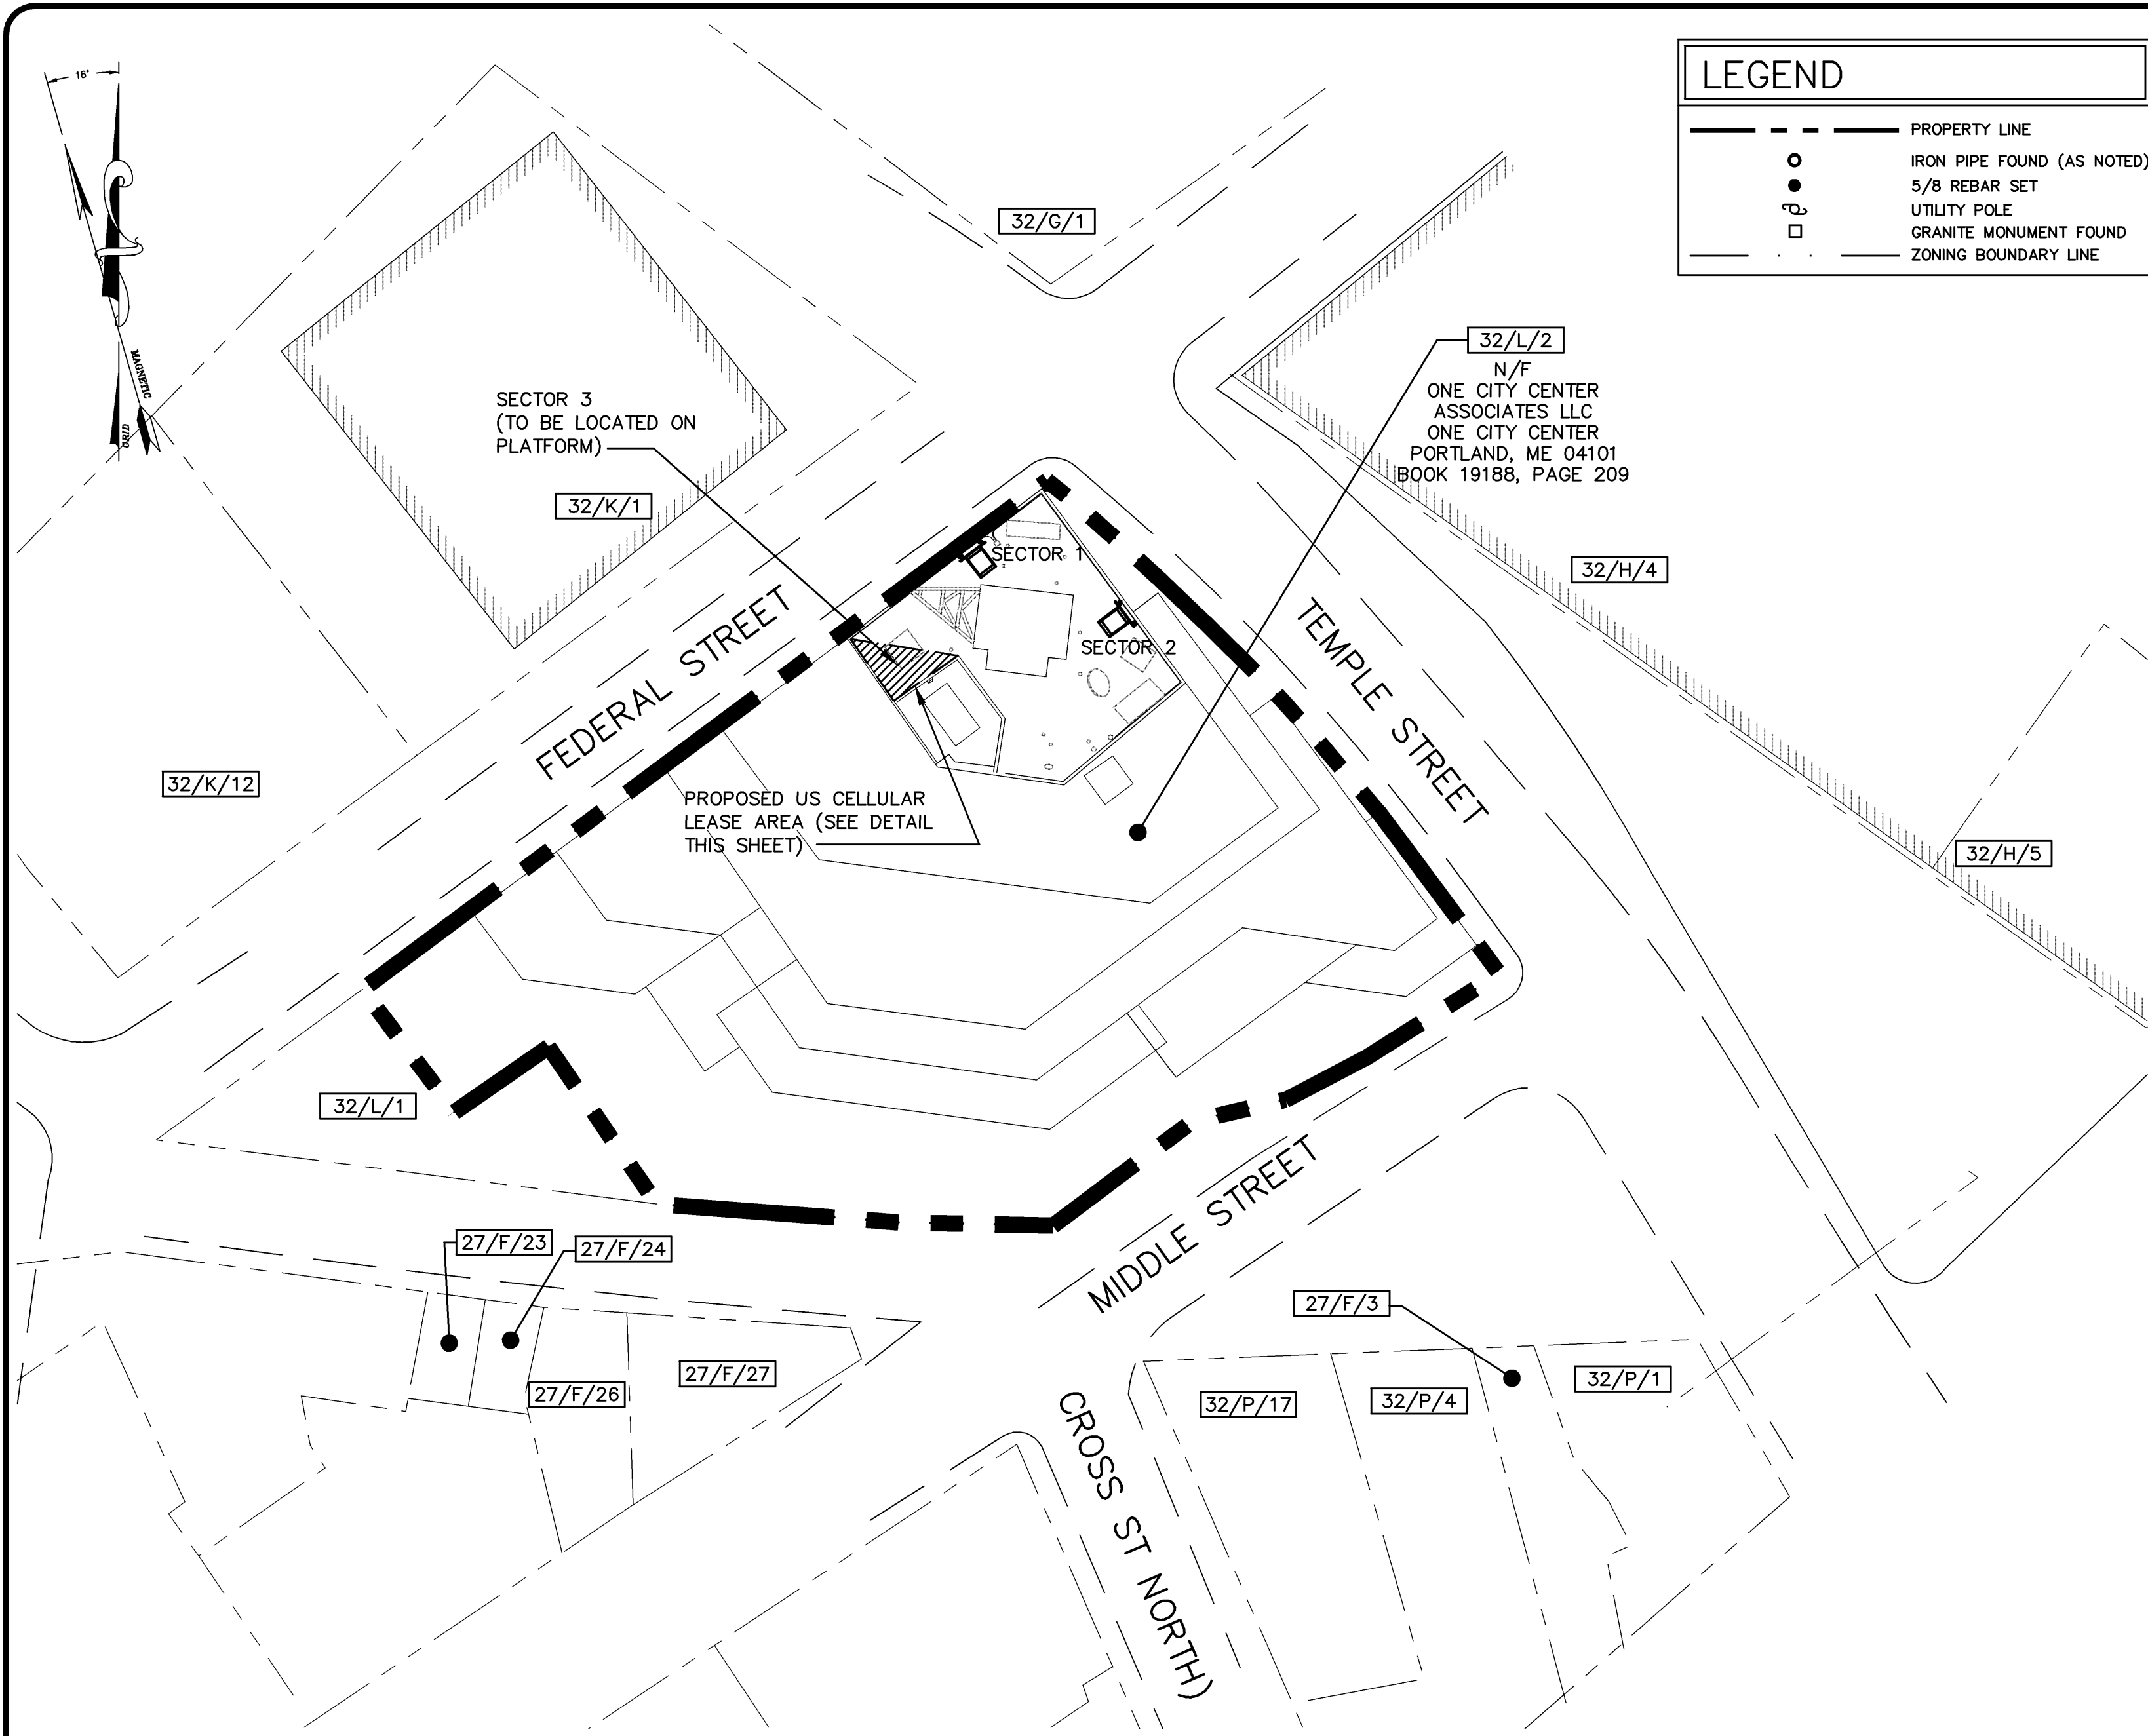 16°
MAGNETIC
GRID
LEGEND
PROPERTY LINE
IRON PIPE FOUND (AS NOTED)
5/8 REBAR SET
UTILITY POLE
GRANITE MONUMENT FOUND
ZONING BOUNDARY LINE
32/G/1
32/L/2
N/F
ONE CITY CENTER
ASSOCIATES LLC
ONE CITY CENTER
PORTLAND, ME 04101
BOOK 19188, PAGE 209
SECTOR 3
(TO BE LOCATED ON
PLATFORM)
32/K/1
SECTOR 1
32/H/4
SECTOR 2
FEDERAL STREET
TEMPLE STREET
32/K/12
PROPOSED US CELLULAR
LEASE AREA (SEE DETAIL
THIS SHEET)
32/H/5
32/L/1
MIDDLE STREET
27/F/23
27/F/24
27/F/3
27/F/27
27/F/26
32/P/17
32/P/4
32/P/1
CROSS ST NORTH)